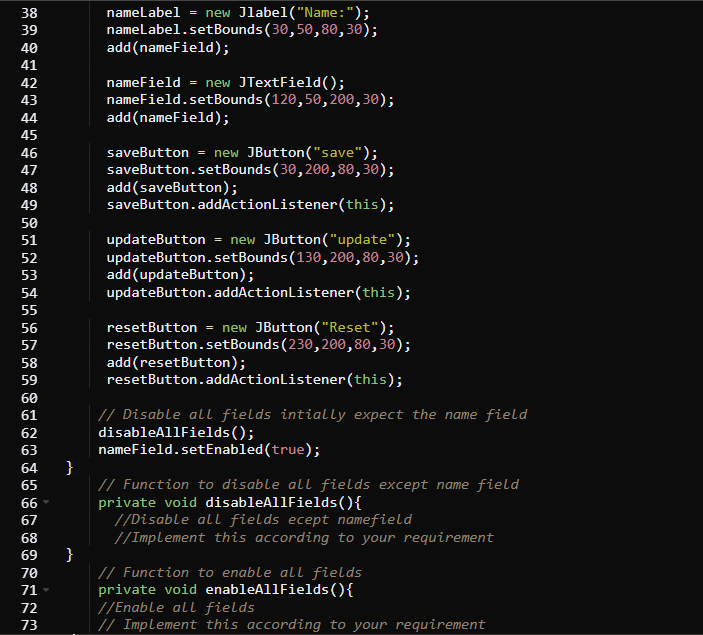 38 nameLabel = new Jlabel("Name:");
39 nameLabel.setBounds(30,50,80,30);
40 add(nameField);
41
42 nameField = new JTextField();
43 nameField.setBounds(120,50,200,30);
44 add(nameField);
45
46 saveButton = new JButton("save");
47 saveButton.setBounds(30,200,80,30);
48 add(saveButton);
49 saveButton.addActionListener(this);
50
51 updateButton = new JButton("update");
52 updateButton.setBounds(130,200,80,30);
53 add(updateButton);
54 updateButton.addActionListener(this);
55
56 resetButton = new JButton("Reset");
57 resetButton.setBounds(230,200,80,30);
58 add(resetButton);
59 resetButton.addActionListener(this);
60
61 // Disable all fields intially expect the name field
62 disableAllFields();
63 nameField.setEnabled(true);
64 }
65 // Function to disable all fields except name field
66 private void disableAllFields(){
67 //Disable all fields ecept namefield
68 //Implement this according to your requirement
69 }
70 // Function to enable all fields
71 private void enableAllFields(){
72 //Enable all fields
73 // Implement this according to your requirement